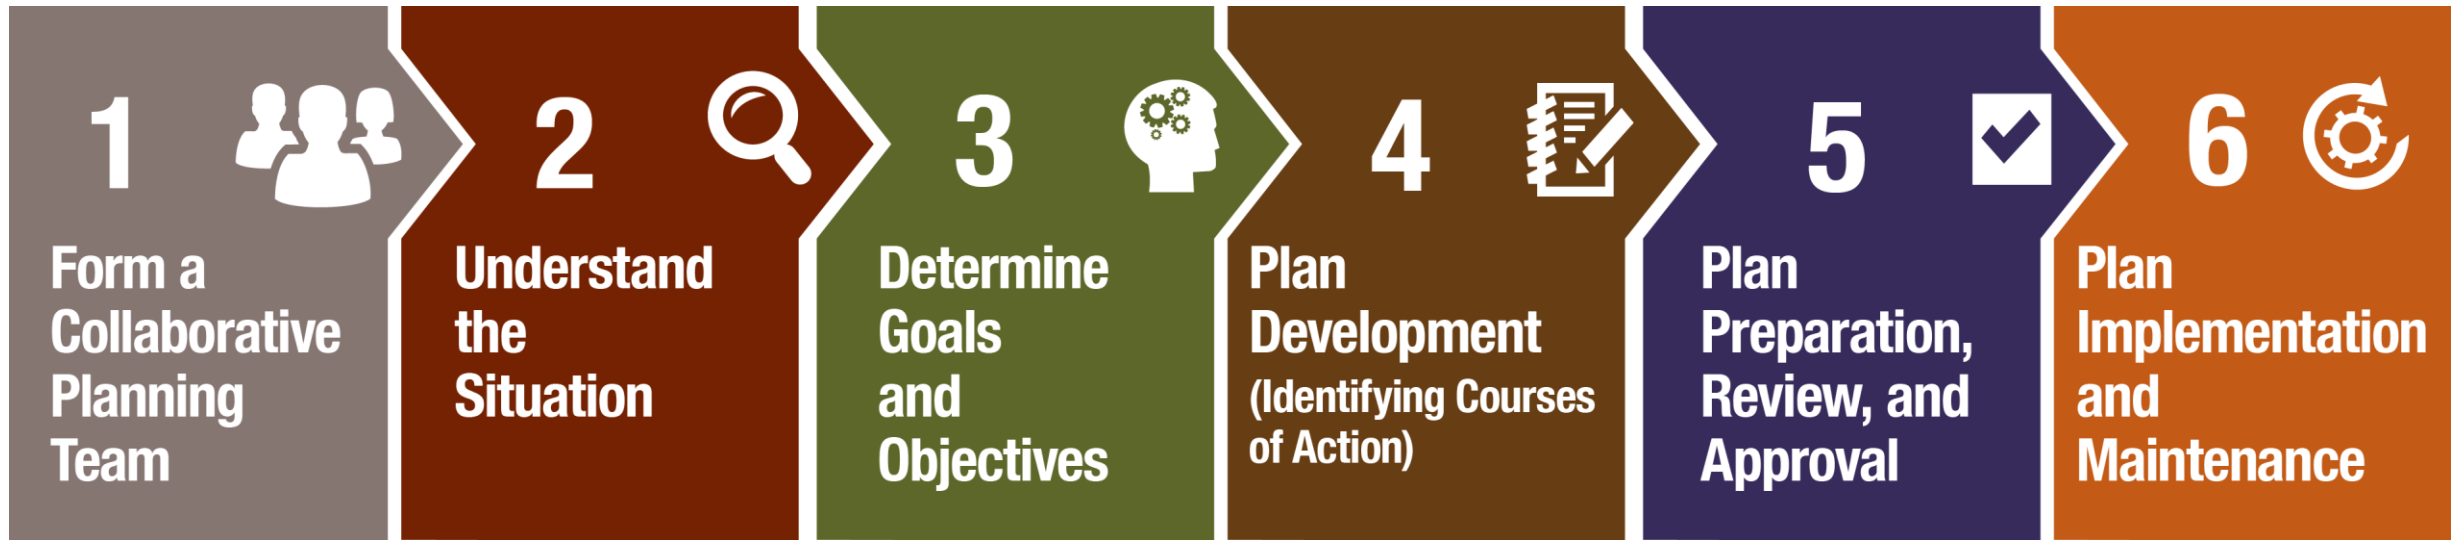 1
Form a
Collaborative
Planning
Team
2
Understand
the
Situation
3
Determine
Goals
and
Objectives
4
Plan
Development
(Identifying Courses
of Action)
5
Plan
Preparation,
Review, and
Approval
6
Plan
Implementation
and
Maintenance